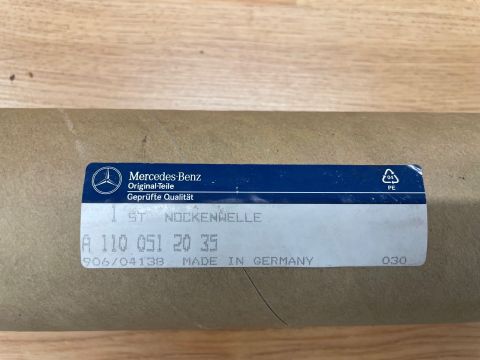 Mercedes-Benz
Original-Teile
Geprüfte Qualität
04
PE
1 ST NOCKENWELLE
A 110 051 20 35
906/04138 MADE IN GERMANY 030